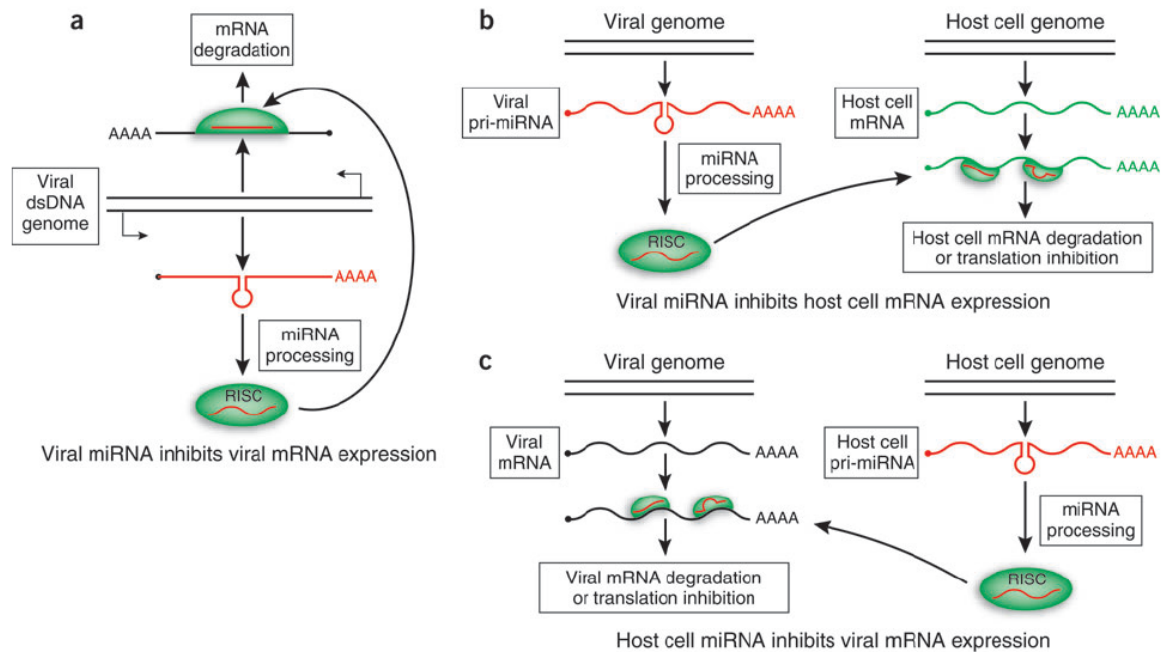 a
mRNA
degradation
AAAA
Viral
dsDNA
genome
AAAA
miRNA
processing
RISC
Viral miRNA inhibits viral mRNA expression
b
Viral genome
Host cell genome
Viral
pri-miRNA
AAAA
Host cell
mRNA
AAAA
miRNA
processing
AAAA
RISC
Host cell mRNA degradation
or translation inhibition
Viral miRNA inhibits host cell mRNA expression
c
Viral genome
Host cell genome
Viral
mRNA
AAAA
Host cell
pri-miRNA
AAAA
AAAA
miRNA
processing
Viral mRNA degradation
or translation inhibition
RISC
Host cell miRNA inhibits viral mRNA expression